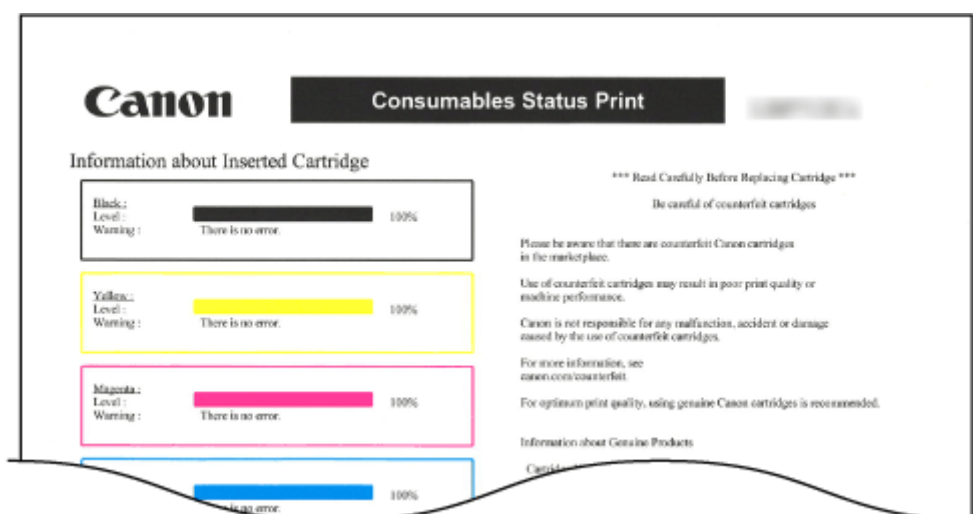 Canon
Consumables Status Print
Information about Inserted Cartridge
Black :
Level :
100%
Warning :
There is no error.
Yellow :
Level :
100%
Warning :
There is no error.
Magenta :
Level :
100%
Warning :
There is no error.
100%
is no error.
*** Read Carefully Before Replacing Cartridge ***
Be careful of counterfeit cartridges
Please be aware that there are counterfeit Canon cartridges
in the marketplace.
Use of counterfeit cartridges may result in poor print quality or
machine performance.
Canon is not responsible for any malfunction, accident or damage
caused by the use of counterfeit cartridges.
For more information, see
canon.com/counterfeit.
For optimum print quality, using genuine Canon cartridges is recommended.
Information about Genuine Products